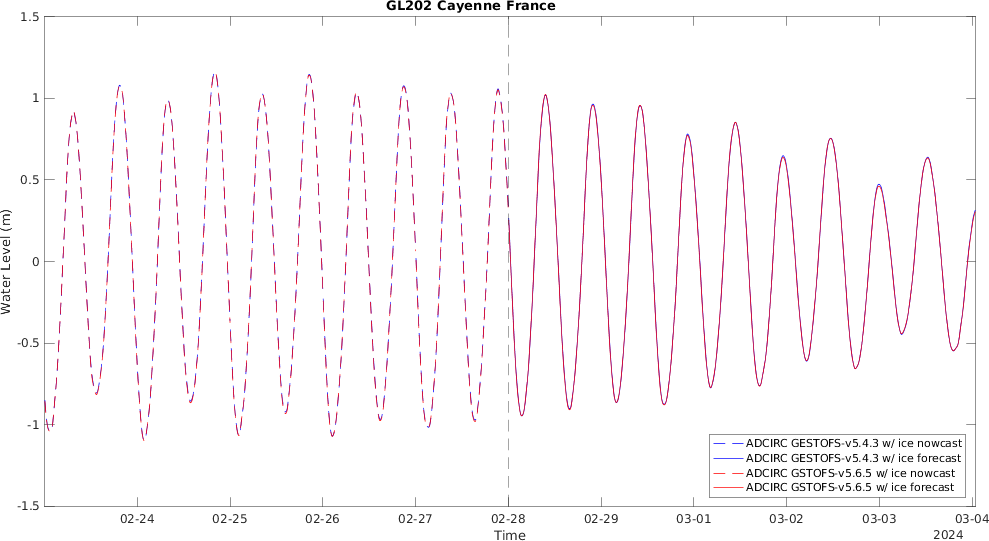 GL202 Cayenne France
1.5
1
0.5
0
-0.5
-1
-1.5
Water Level (m)
ADCIRC GESTOFS-v5.4.3 w/ ice nowcast
ADCIRC GESTOFS-v5.4.3 w/ ice forecast
ADCIRC GSTOFS-v5.6.5 w/ ice nowcast
ADCIRC GSTOFS-v5.6.5 w/ ice forecast
02-24 02-25 02-26 02-27 02-28 02-29 03-01 03-02 03-03 03-04
Time
2024